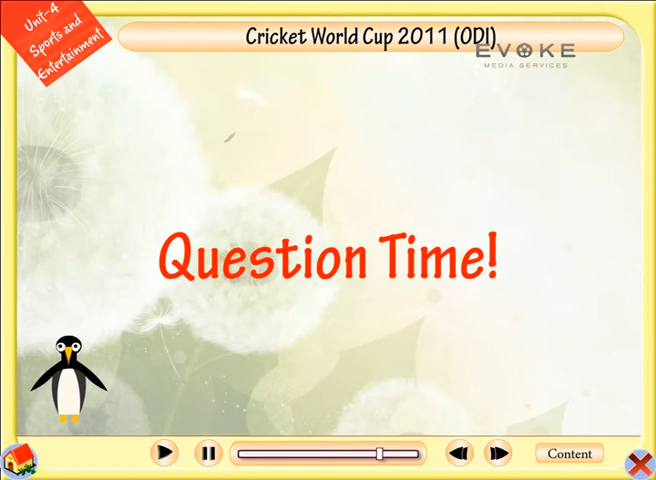 Unit-4
Sports and
Entertainment
Cricket World Cup 2011 (ODI)
EVOKE
MEDIA SERVICES
Question Time!
Content